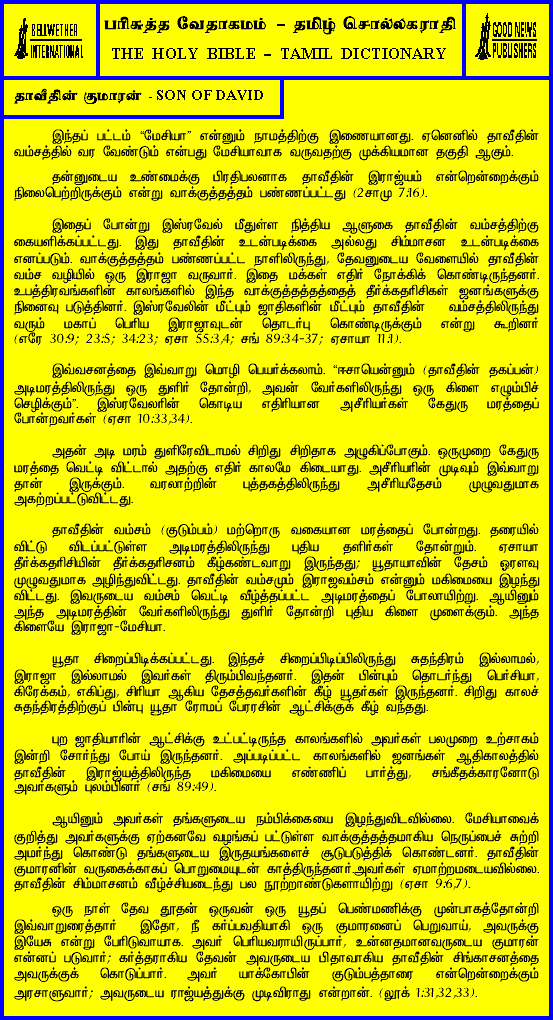 BELLWETHER
INTERNATIONAL
பரிசுத்த வேதாகமம் – தமிழ் சொல்லகராதி
THE HOLY BIBLE – TAMIL DICTIONARY
GOOD NEWS
PUBLISHERS
தாவீதின் குமாரன் - SON OF DAVID
இந்தப் பட்டம் “மேசியா” என்னும் நாமத்திற்கு இணையானது. ஏனெனில் தாவீதின்
வம்சத்தில் வர வேண்டும் என்பது மேசியாவாக வருவதற்கு முக்கியமான தகுதி ஆகும்.
தன்னுடைய உண்மைக்கு பிரதிபலனாக தாவீதின் இராஜ்யம் என்றென்றைக்கும்
நிலைபெற்றிருக்கும் என்று வாக்குத்தத்தம் பண்ணப்பட்டது (2சாமு 7:16).
இதைப் போன்று இஸ்ரவேல் மீதுள்ள நித்திய ஆளுகை தாவீதின் வம்சத்திற்கு
கையளிக்கப்பட்டது. இது தாவீதின் உடன்படிக்கை அல்லது சிம்மாசன உடன்படிக்கை
எனப்படும். வாக்குத்தத்தம் பண்ணப்பட்ட நாளிலிருந்து, தேவனுடைய வேளையில் தாவீதின்
வம்ச வழியில் ஒரு இராஜா வருவார். இதை மக்கள் எதிர் நோக்கிக் கொண்டிருந்தனர்.
உபத்திரவங்களின் காலங்களில் இந்த வாக்குத்தத்தத்தைத் தீர்க்கதரிசிகள் ஜனங்களுக்கு
நினைவு படுத்தினர். இஸ்ரவேலின் மீட்பும் ஜாதிகளின் மீட்பும் தாவீதின் வம்சத்திலிருந்து
வரும் மகாப் பெரிய இராஜாவுடன் தொடர்பு கொண்டிருக்கும் என்று கூறினர்
(எரே 30:9; 23:5; 34:23; ஏசா 55:3,4; சங் 89:34-37; ஏசாயா 11:1).
இவ்வசனத்தை இவ்வாறு மொழி பெயர்க்கலாம். “ஈசாயென்னும் (தாவீதின் தகப்பன்)
அடிமரத்திலிருந்து ஒரு துளிர் தோன்றி, அவன் வேர்களிலிருந்து ஒரு கிளை எழும்பிச்
செழிக்கும்”. இஸ்ரவேலரின் கொடிய எதிரியான அசீரியர்கள் கேதுரு மரத்தைப்
போன்றவர்கள் (ஏசா 10:33,34).
அதன் அடி மரம் துளிரேவிடாமல் சிறிது சிறிதாக அழுகிப்போகும். ஒருமுறை கேதுரு
மரத்தை வெட்டி விட்டால் அதற்கு எதிர் காலமே கிடையாது. அசீரியரின் முடிவும் இவ்வாறு
தான் இருக்கும். வரலாற்றின் புத்தகத்திலிருந்து அசீரியதேசம் முழுவதுமாக
அகற்றப்பட்டுவிட்டது.
தாவீதின் வம்சம் (குடும்பம்) மற்றொரு வகையான மரத்தைப் போன்றது. தரையில்
விட்டு விடப்பட்டுள்ள அடிமரத்திலிருந்து புதிய தளிர்கள் தோன்றும். ஏசாயா
தீர்க்கதரிசியின் தீர்க்கதரிசனம் கீழ்கண்டவாறு இருந்தது; யூதாயாவின் தேசம் ஓரளவு
முழுவதுமாக அழிந்துவிட்டது. தாவீதின் வம்சமும் இராஜவம்சம் என்னும் மகிமையை இழந்து
விட்டது. இவருடைய வம்சம் வெட்டி வீழ்த்தப்பட்ட அடிமரத்தைப் போலாயிற்று. ஆயினும்
அந்த அடிமரத்தின் வேர்களிலிருந்து துளிர் தோன்றி புதிய கிளை முளைக்கும். அந்த
கிளையே இராஜா-மேசியா.
யூதா சிறைப்பிடிக்கப்பட்டது. இந்தச் சிறைப்பிடிப்பிலிருந்து சுதந்திரம் இல்லாமல்,
இராஜா இல்லாமல் இவர்கள் திரும்பிவந்தனர். இதன் பின்பும் தொடர்ந்து பெர்சியா,
கிரேக்கம், எகிப்து, சிரியா ஆகிய தேசத்தவர்களின் கீழ் யூதர்கள் இருந்தனர். சிறிது காலச்
சுதந்திரத்திற்குப் பின்பு யூதா ரோமப் பேரரசின் ஆட்சிக்குக் கீழ் வந்தது.
புற ஜாதியாரின் ஆட்சிக்கு உட்பட்டிருந்த காலங்களில் அவர்கள் பலமுறை உற்சாகம்
இன்றி சோர்ந்து போய் இருந்தனர். அப்படிப்பட்ட காலங்களில் ஜனங்கள் ஆதிகாலத்தில்
தாவீதின் இராஜ்யத்திலிருந்த மகிமையை எண்ணிப் பார்த்து, சங்கீதக்காரனோடு
அவர்களும் புலம்பினர் (சங் 89:49).
ஆயினும் அவர்கள் தங்களுடைய நம்பிக்கையை இழந்துவிடவில்லை. மேசியாவைக்
குறித்து அவர்களுக்கு ஏற்கனவே வழங்கப் பட்டுள்ள வாக்குத்தத்தமாகிய நெருப்பைச் சுற்றி
அமர்ந்து கொண்டு தங்களுடைய இருதயங்களைச் சூடுபடுத்திக் கொண்டனர். தாவீதின்
குமாரனின் வருகைக்காகப் பொறுமையுடன் காத்திருந்தனர்.அவர்கள் ஏமாற்றமடையவில்லை.
தாவீதின் சிம்மாசனம் வீழ்ச்சியடைந்து பல நூற்றாண்டுகளாயிற்று (ஏசா 9:6,7).
ஒரு நாள் தேவ தூதன் ஒருவன் ஒரு யூதப் பெண்மணிக்கு முன்பாகத்தோன்றி
இவ்வாறுரைத்தார் இதோ, நீ கர்ப்பவதியாகி ஒரு குமாரனைப் பெறுவாய், அவருக்கு
இயேசு என்று பேரிடுவாயாக. அவர் பெரியவராயிருப்பார், உன்னதமானவருடைய குமாரன்
என்னப் படுவார்; கர்த்தராகிய தேவன் அவருடைய பிதாவாகிய தாவீதின் சிங்காசனத்தை
அவருக்குக் கொடுப்பார். அவர் யாக்கோபின் குடும்பத்தாரை என்றென்றைக்கும்
அரசாளுவார்; அவருடைய ராஜ்யத்துக்கு முடிவிராது என்றான். (லூக் 1:31,32,33).